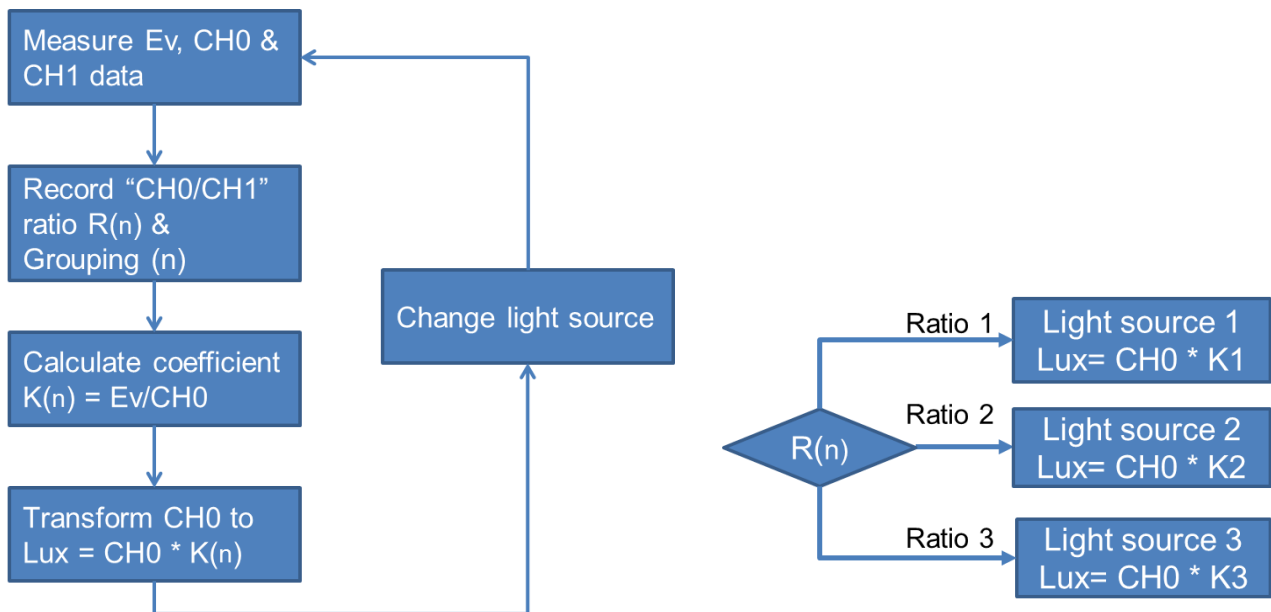 Measure Ev, CH0 &
CH1 data
Record “CH0/CH1”
ratio R(n) &
Grouping (n)
Calculate coefficient
K(n) = Ev/CH0
Transform CH0 to
Lux = CH0 * K(n)
Change light source
R(n)
Ratio 1
Light source 1
Lux= CH0 * K1
Ratio 2
Light source 2
Lux= CH0 * K2
Ratio 3
Light source 3
Lux= CH0 * K3